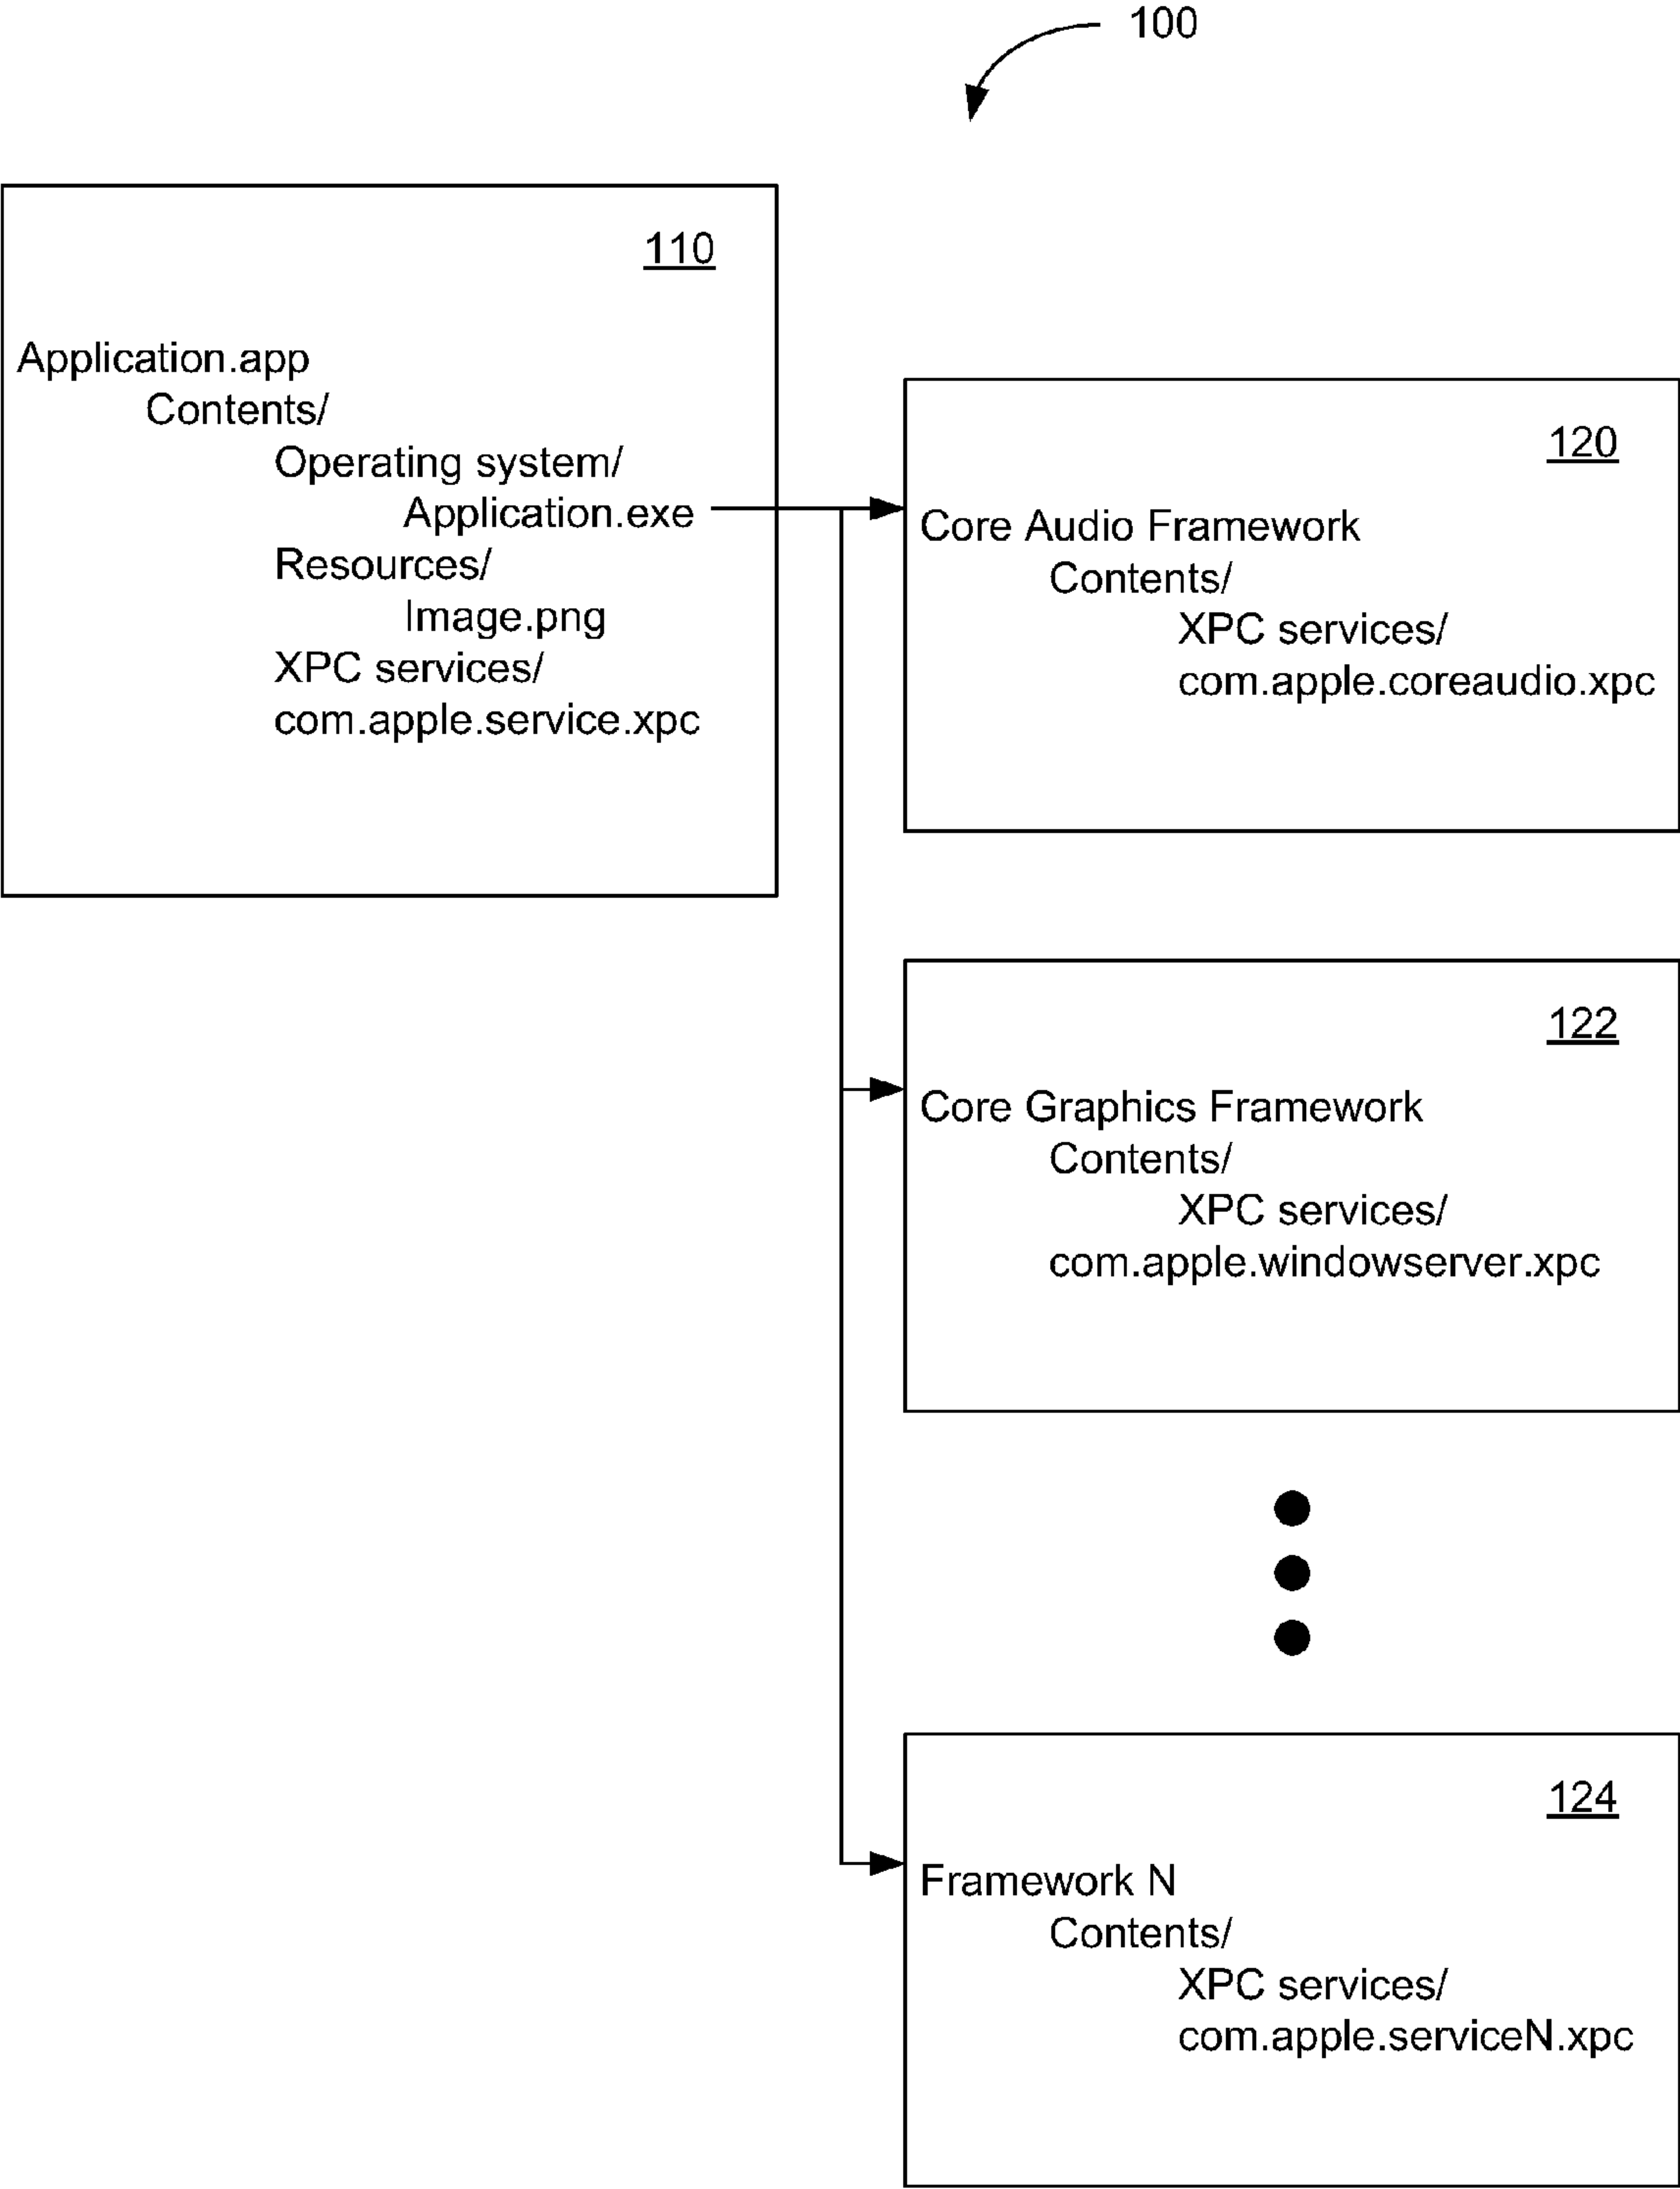 100
110
Application.app
Contents/
Operating system/
Application.exe
Resources/
Image.png
XPC services/
com.apple.service.xpc
120
Core Audio Framework
Contents/
XPC services/
com.apple.coreaudio.xpc
122
Core Graphics Framework
Contents/
XPC services/
com.apple.windowserver.xpc
124
Framework N
Contents/
XPC services/
com.apple.serviceN.xpc